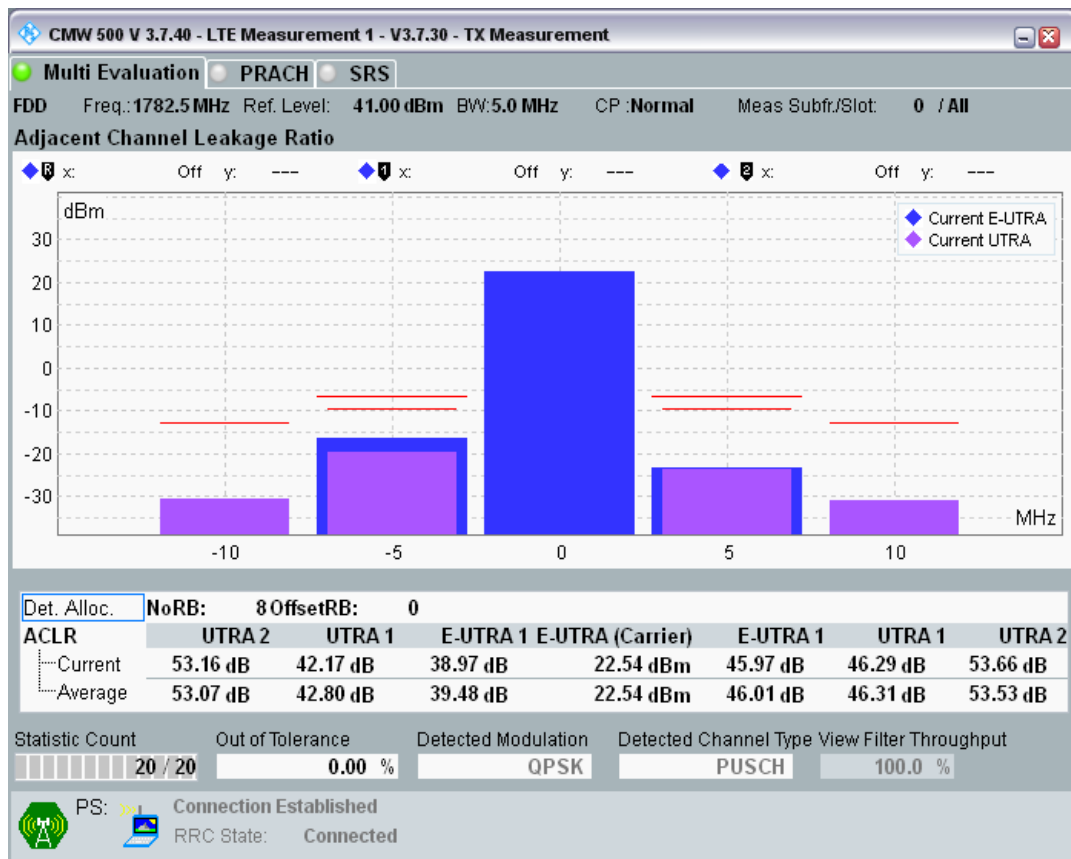 CMW 500 V 3.7.40 - LTE Measurement 1 - V3.7.30 - TX Measurement
Multi Evaluation PRACH SRS
FDD Freq.:1782.5 MHz Ref. Level: 41.00 dBm BW:5.0 MHz CP :Normal Meas Subfr./Slot: 0 / All
Adjacent Channel Leakage Ratio
R x: Off y: --- 1 x: Off y: --- 2 x: Off y: ---
dBm
Current E-UTRA
Current UTRA
30
20
10
0
-10
-20
-30
MHz
-10 -5 0 5 10
Det. Alloc. NoRB: 8 OffsetRB: 0
ACLR UTRA 2 UTRA 1 E-UTRA 1 E-UTRA (Carrier) E-UTRA 1 UTRA 1 UTRA 2
Current 53.16 dB 42.17 dB 38.97 dB 22.54 dBm 45.97 dB 46.29 dB 53.66 dB
Average 53.07 dB 42.80 dB 39.48 dB 22.54 dBm 46.01 dB 46.31 dB 53.53 dB
Statistic Count Out of Tolerance Detected Modulation Detected Channel Type View Filter Throughput
20 / 20 0.00 % QPSK PUSCH 100.0 %
PS: Connection Established
RRC State: Connected